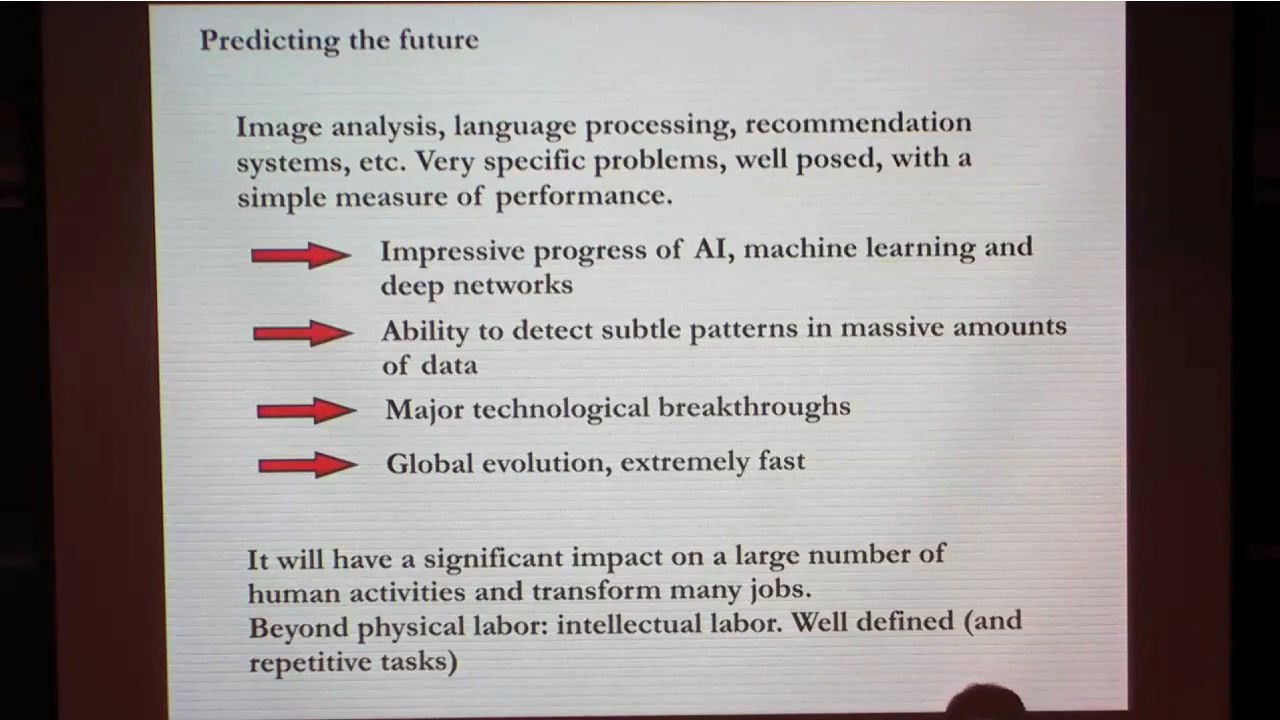 Predicting the future
Image analysis, language processing, recommendation
systems, etc. Very specific problems, well posed, with a
simple measure of performance.
Impressive progress of AI, machine learning and
deep networks
Ability to detect subtle patterns in massive amounts
of data
Major technological breakthroughs
Global evolution, extremely fast
It will have a significant impact on a large number of
human activities and transform many jobs.
Beyond physical labor: intellectual labor. Well defined (and
repetitive tasks)